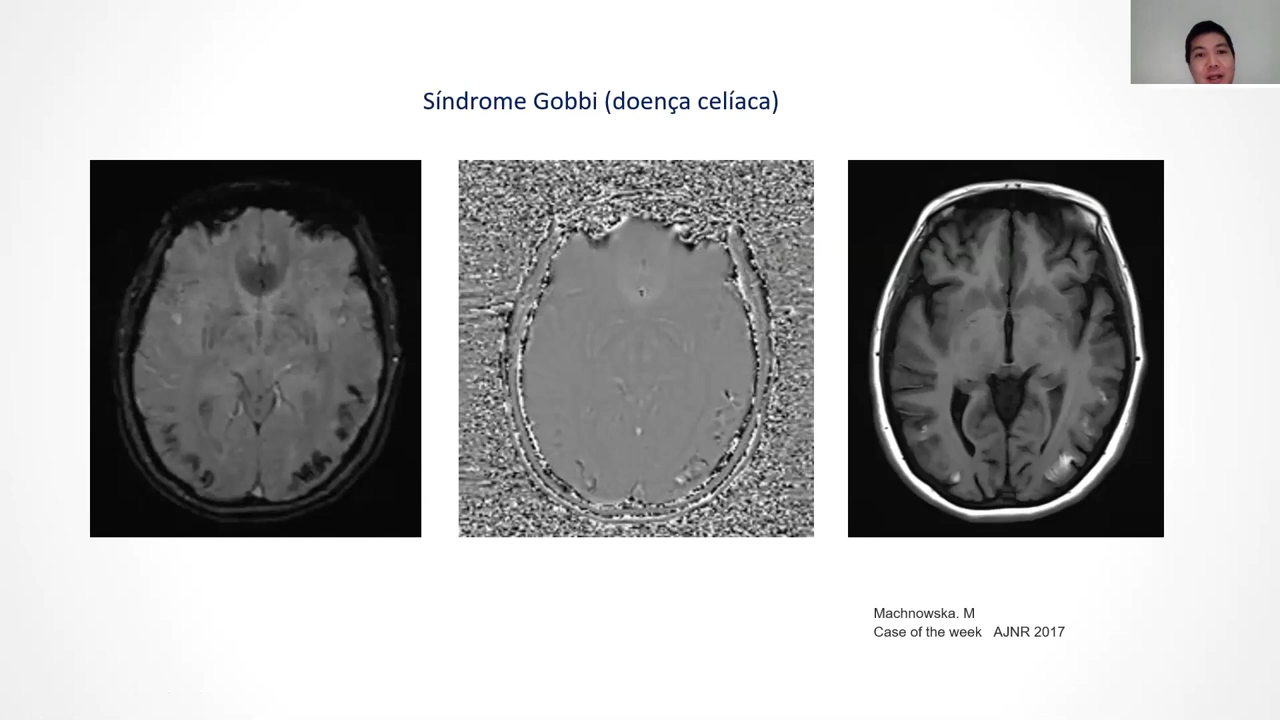 Síndrome Gobbi (doença celíaca)
Machnowska. M
Case of the week AJNR 2017